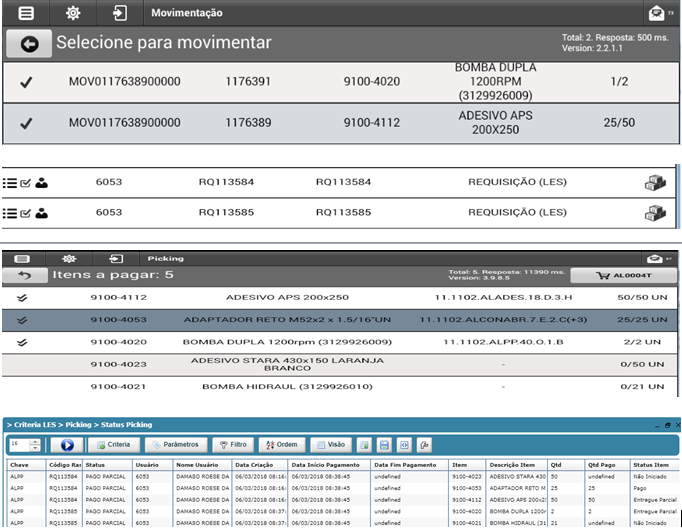 Movimentação 73
Selecione para movimentar Total: 2. Resposta: 500 ms.
Version: 2.2.1.1
MOV0117638900000 1176391 9100-4020 BOMBA DUPLA 1200RPM (3129926009) 1/2
MOV0117638900000 1176389 9100-4112 ADESIVO APS 200X250 25/50
6053 RQ113584 RQ113584 REQUISIÇÃO (LES)
6053 RQ113585 RQ113585 REQUISIÇÃO (LES)
Picking
Itens a pagar: 5 Total: 5. Resposta: 11390 ms. AL0004T
Version: 3.9.8.5
9100-4112 ADESIVO APS 200x250 11.1102.ALADES.18.D.3.H 50/50 UN
9100-4053 ADAPTADOR RETO M52x2 x 1.5/16"UN 11.1102.ALCONABR.7.E.2.C(+3) 25/25 UN
9100-4020 BOMBA DUPLA 1200rpm (3129926009) 11.1102.ALPP.40.O.1.B 2/2 UN
9100-4023 ADESIVO STARA 430x150 LARANJA BRANCO - 0/50 UN
9100-4021 BOMBA HIDRAUL (3129926010) - 0/21 UN
> Criteria LES > Picking > Status Picking
16 Criteria Parâmetros Filtro Ordem Visão
Chave Código Ras Status Usuário Nome Usuário Data Criação Data Início Pagamento Data Fim Pagamento Item Descrição Item Qtd Qtd Pago Status Item
ALPP RQ113584 PAGO PARCIAL 6053 DAMASO ROESE DA 06/03/2018 08:16: 06/03/2018 08:38:45 undefined 9100-4023 ADESIVO STARA 430 50 undefined Não Iniciado
ALPP RQ113584 PAGO PARCIAL 6053 DAMASO ROESE DA 06/03/2018 08:16: 06/03/2018 08:38:45 undefined 9100-4053 ADAPTADOR RETO M 25 25 Pago
ALPP RQ113584 PAGO PARCIAL 6053 DAMASO ROESE DA 06/03/2018 08:16: 06/03/2018 08:38:45 undefined 9100-4112 ADESIVO APS 200x2 50 50 Entregue Parcial
ALPP RQ113585 PAGO PARCIAL 6053 DAMASO ROESE DA 06/03/2018 08:37: 06/03/2018 08:38:45 undefined 9100-4020 BOMBA DUPLA 1200r 2 2 Entregue Parcial
ALPP RQ113585 PAGO PARCIAL 6053 DAMASO ROESE DA 06/03/2018 08:37: 06/03/2018 08:38:45 undefined 9100-4021 BOMBA HIDRAUL (31 21 undefined Não Iniciado